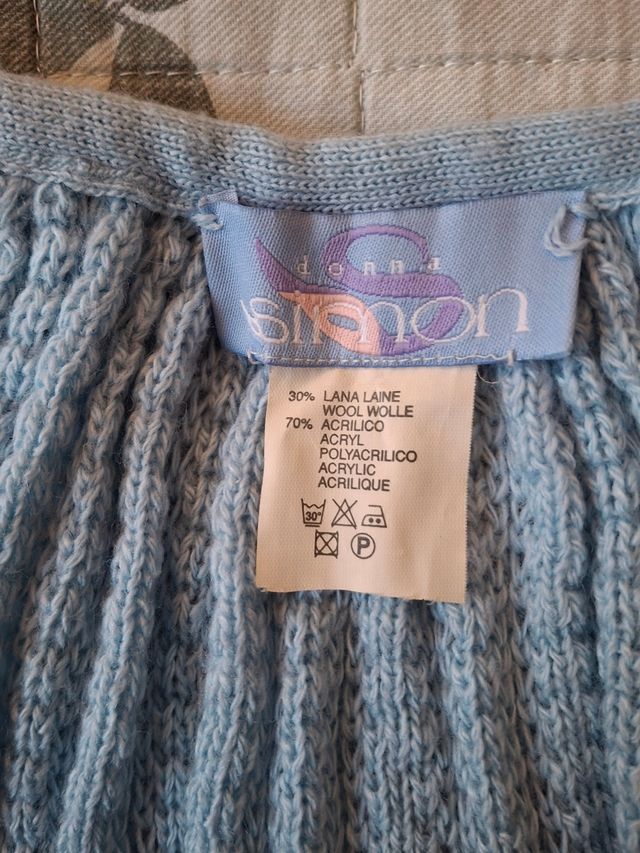 donna
simon
30% LANA LAINE
WOOL WOLLE
70% ACRILICO
ACRYL
POLYACRILICO
ACRYLIC
ACRILIQUE
30°
P